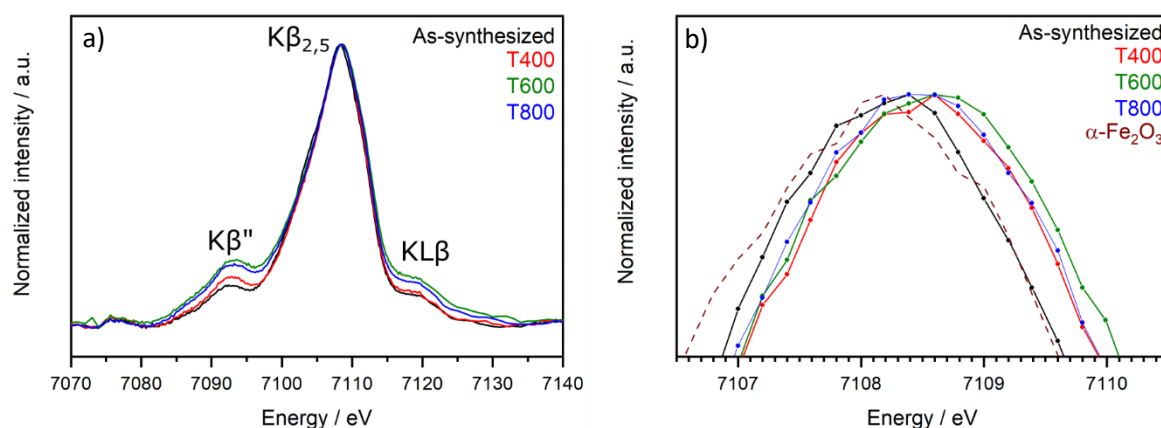 a)
Kβ2,5
As-synthesized
T400
T600
T800
Kβ"
KLβ
Normalized intensity / a.u.
7070 7080 7090 7100 7110 7120 7130 7140
Energy / eV
b)
As-synthesized
T400
T600
T800
α-Fe2O3
Normalized intensity / a.u.
7107 7108 7109 7110
Energy / eV